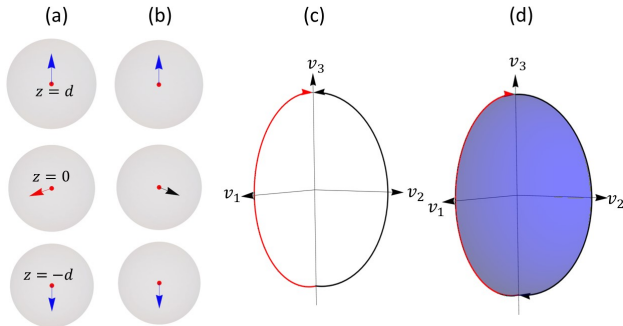 (a)
(b)
(c)
(d)
z = d
z = 0
z = −d
v₃
v₁
v₂
v₃
v₁
v₂